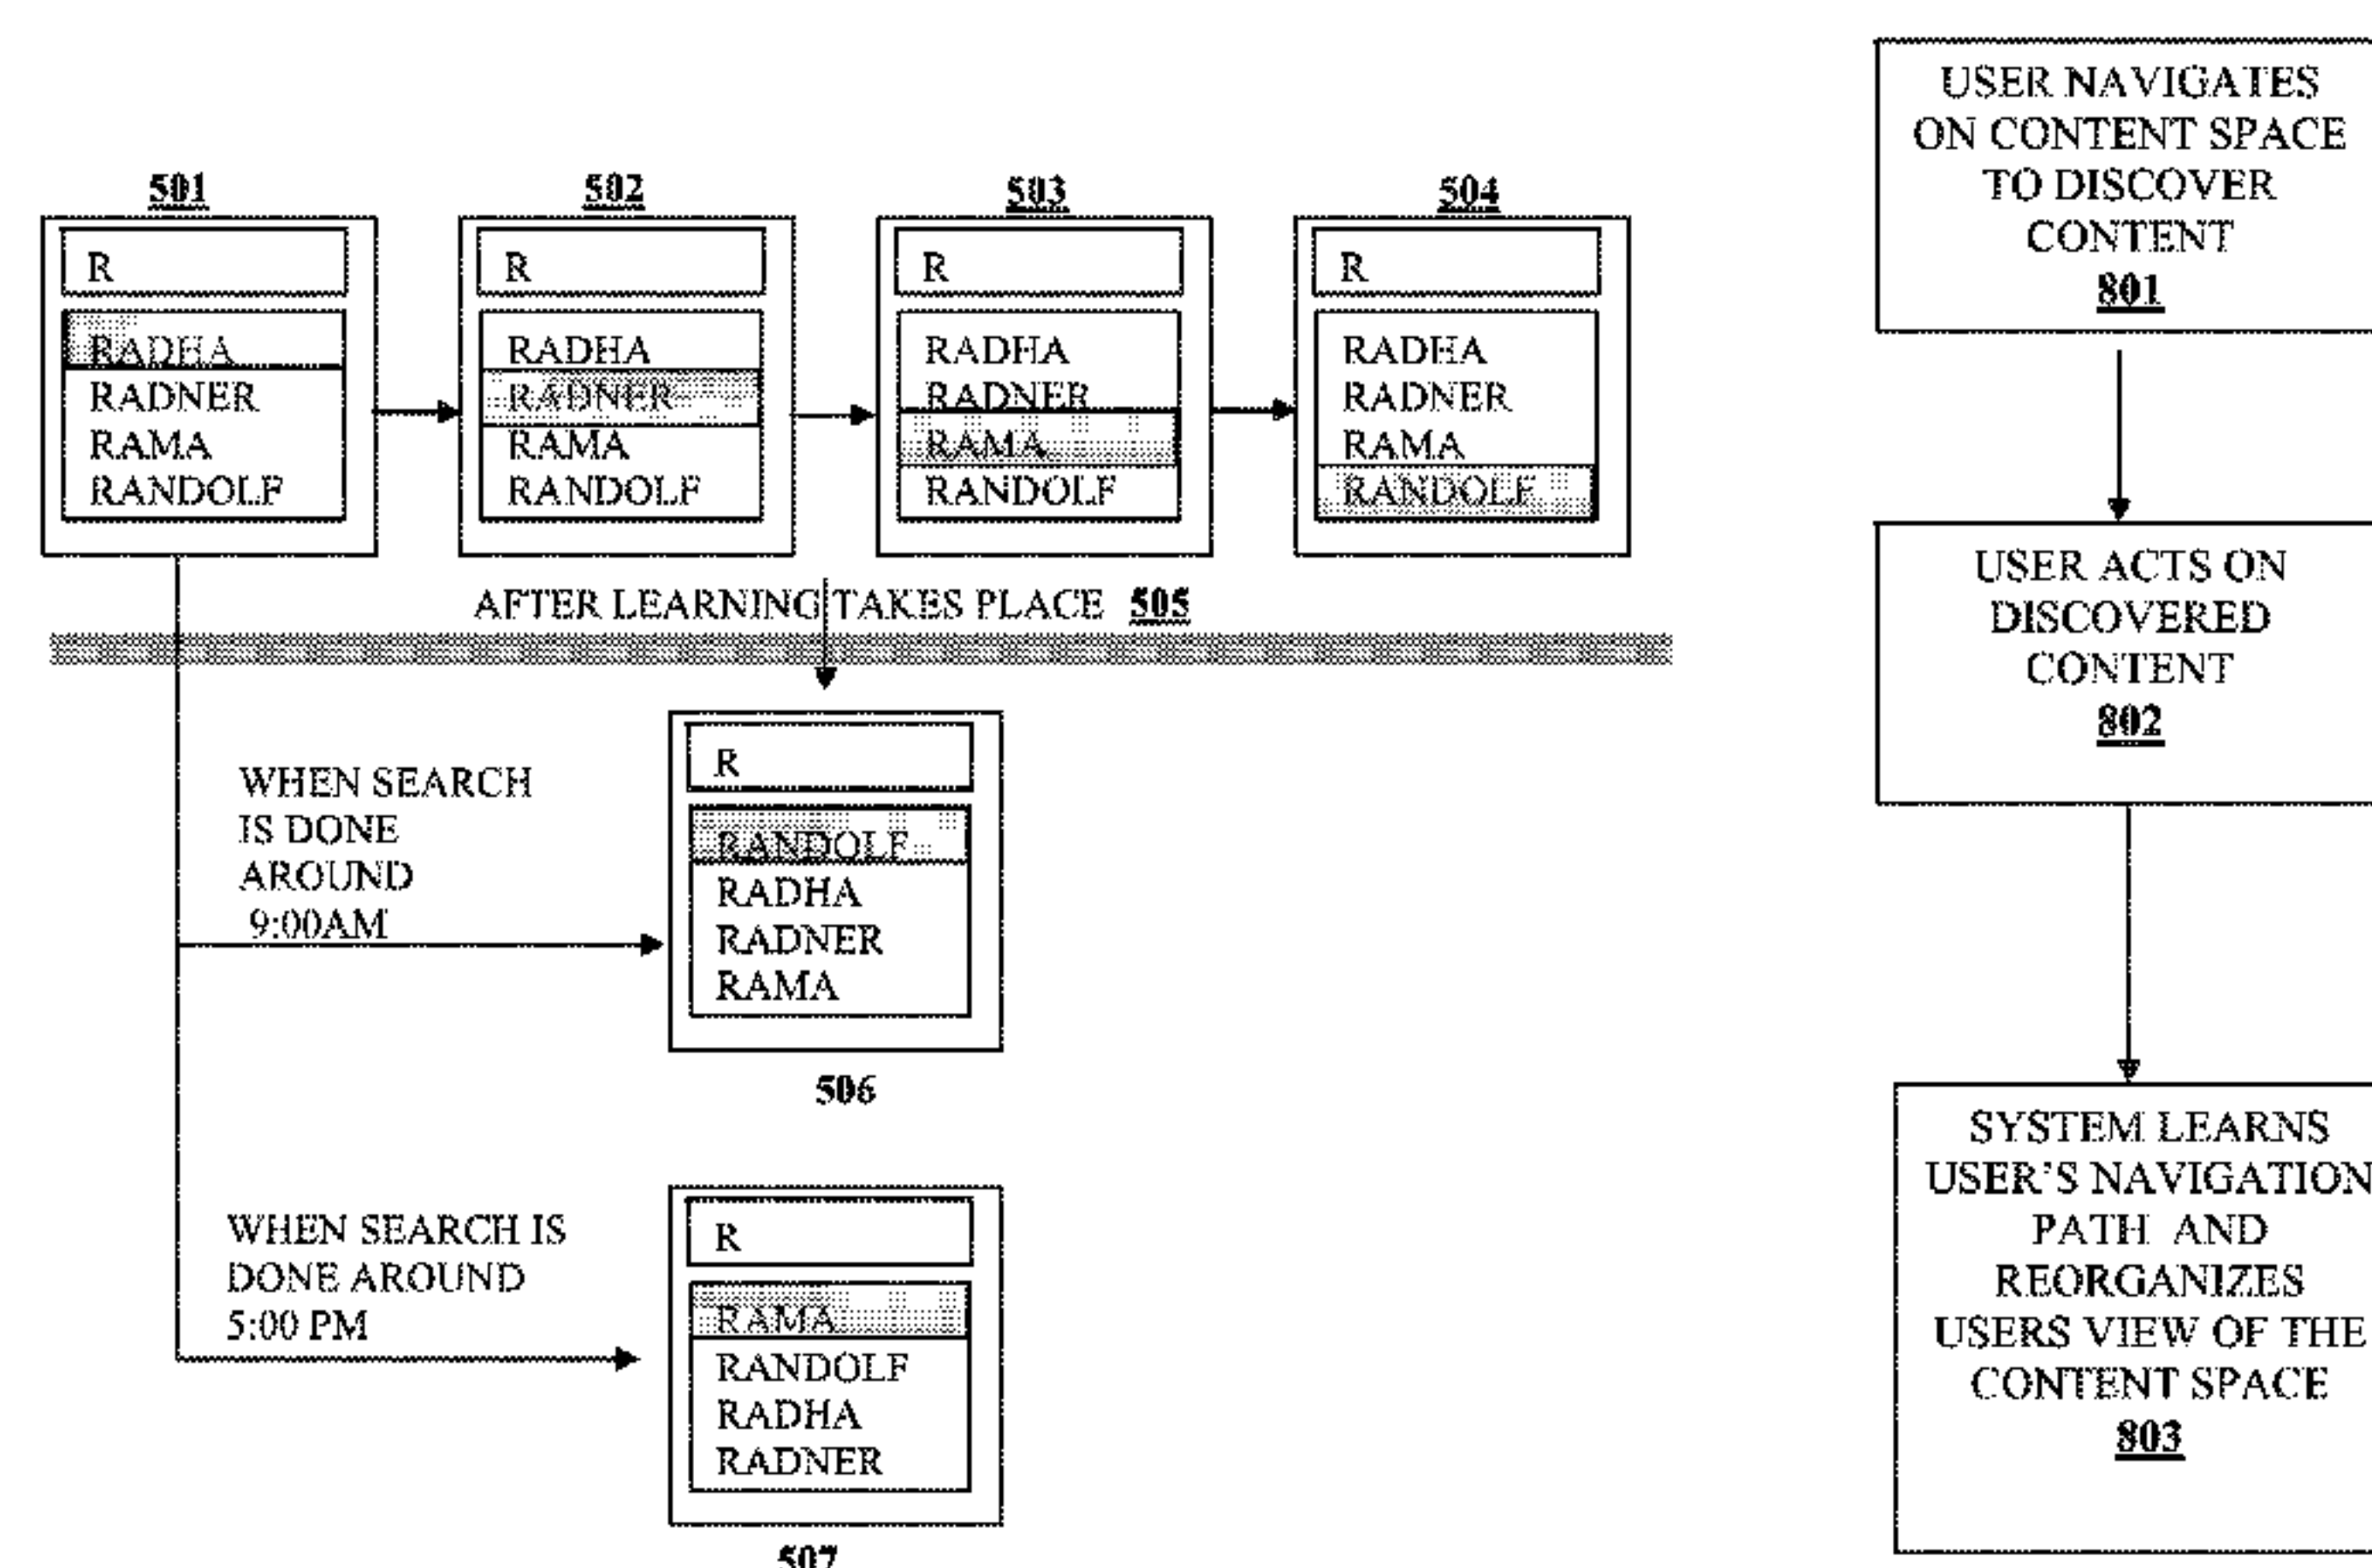 501
R
RADHA
RADNER
RAMA
RANDOLF
502
R
RADHA
RADNER
RAMA
RANDOLF
503
R
RADHA
RADNER
RAMA
RANDOLF
504
R
RADHA
RADNER
RAMA
RANDOLF
AFTER LEARNING TAKES PLACE 505
WHEN SEARCH
IS DONE
AROUND
9:00AM
R
RANDOLF
RADHA
RADNER
RAMA
506
WHEN SEARCH IS
DONE AROUND
5:00 PM
R
RAMA
RANDOLF
RADHA
RADNER
507
USER NAVIGATES
ON CONTENT SPACE
TO DISCOVER
CONTENT
801
USER ACTS ON
DISCOVERED
CONTENT
802
SYSTEM LEARNS
USER'S NAVIGATION
PATH AND
REORGANIZES
USERS VIEW OF THE
CONTENT SPACE
803